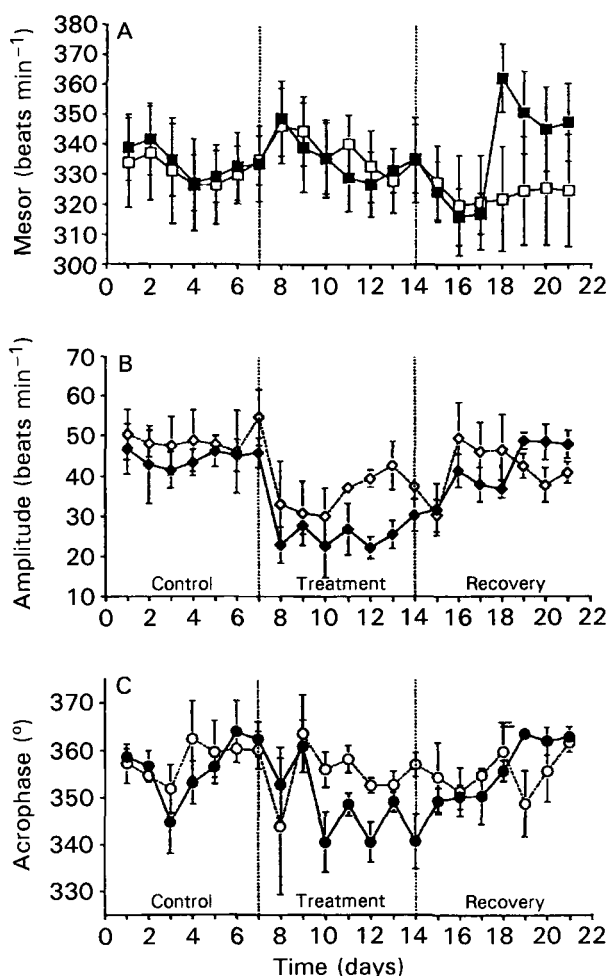 A
Mesor (beats min⁻¹)
380
370
360
350
340
330
320
310
300
0 2 4 6 8 10 12 14 16 18 20 22
B
Amplitude (beats min⁻¹)
70
60
50
40
30
20
10
Control Treatment Recovery
0 2 4 6 8 10 12 14 16 18 20 22
C
Acrophase (°)
370
360
350
340
330
Control Treatment Recovery
0 2 4 6 8 10 12 14 16 18 20 22
Time (days)